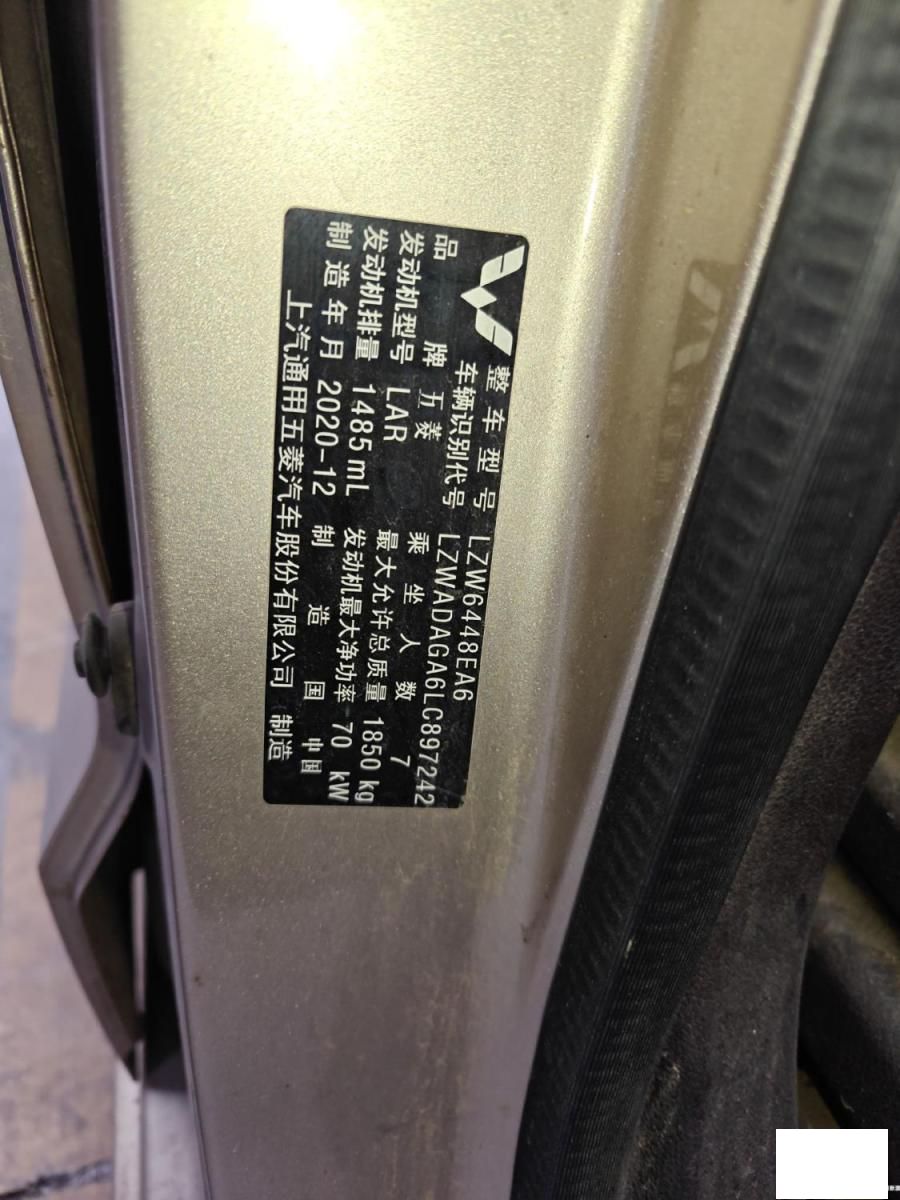 整车型号 LZW6448EA6
车辆识别代号 LZWADAGA6LC897242
品牌 五菱 乘坐人数 7
发动机型号 LAR 最大允许总质量 1850 kg
发动机排量 1485 mL 发动机最大净功率 70 kW
制造年月 2020-12 制造国 中国
上汽通用五菱汽车股份有限公司 制造